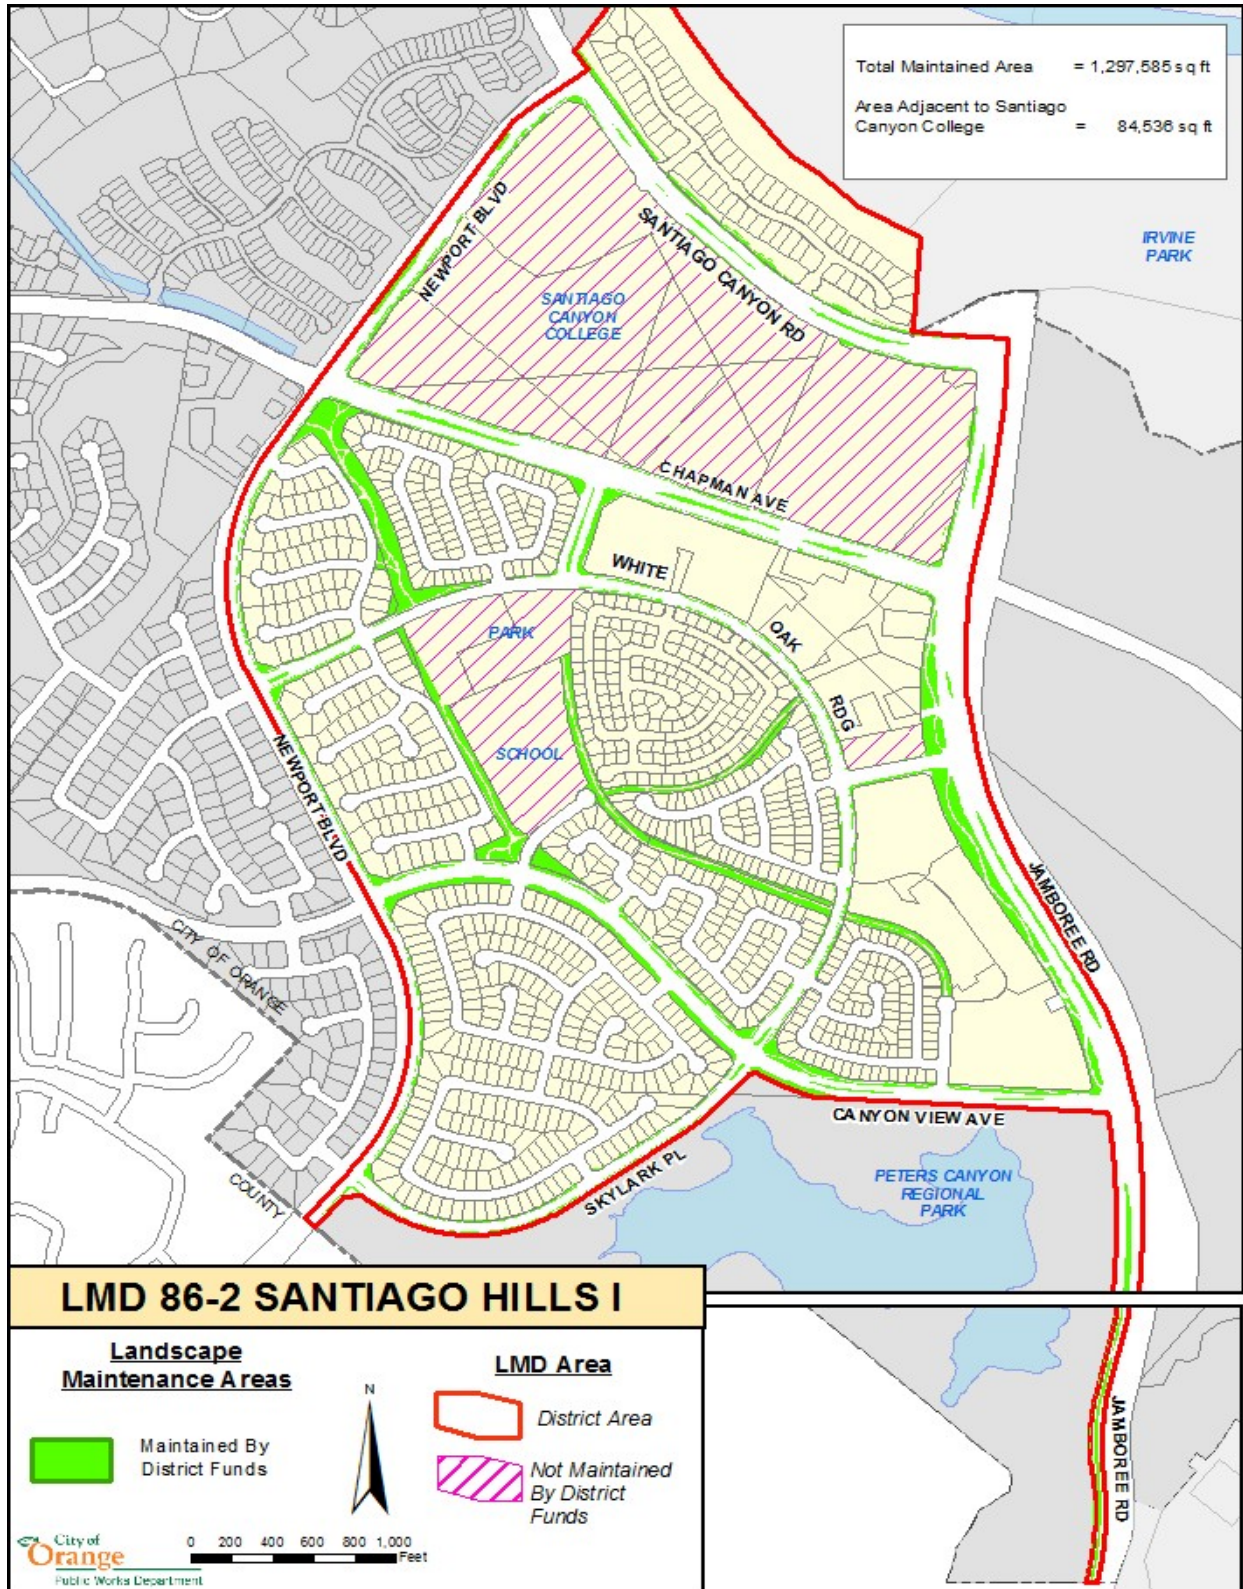 Total Maintained Area = 1,297,585 sq ft
Area Adjacent to Santiago
Canyon College = 84,536 sq ft
IRVINE
PARK
NEWPORT BLVD
SANTIAGO CANYON RD
SANTIAGO
CANYON
COLLEGE
CHAPMAN AVE
WHITE
OAK
RDG
PARK
SCHOOL
NEWPORT BLVD
JAMBOREE RD
CITY OF ORANGE
COUNTY
CANYON VIEW AVE
SKYLARK PL
PETERS CANYON
REGIONAL
PARK
LMD 86-2 SANTIAGO HILLS I
Landscape
Maintenance Areas
Maintained By
District Funds
N
LMD Area
District Area
Not Maintained
By District
Funds
City of
Orange
Public Works Department
0 200 400 600 800 1,000
Feet
JAMBOREE RD